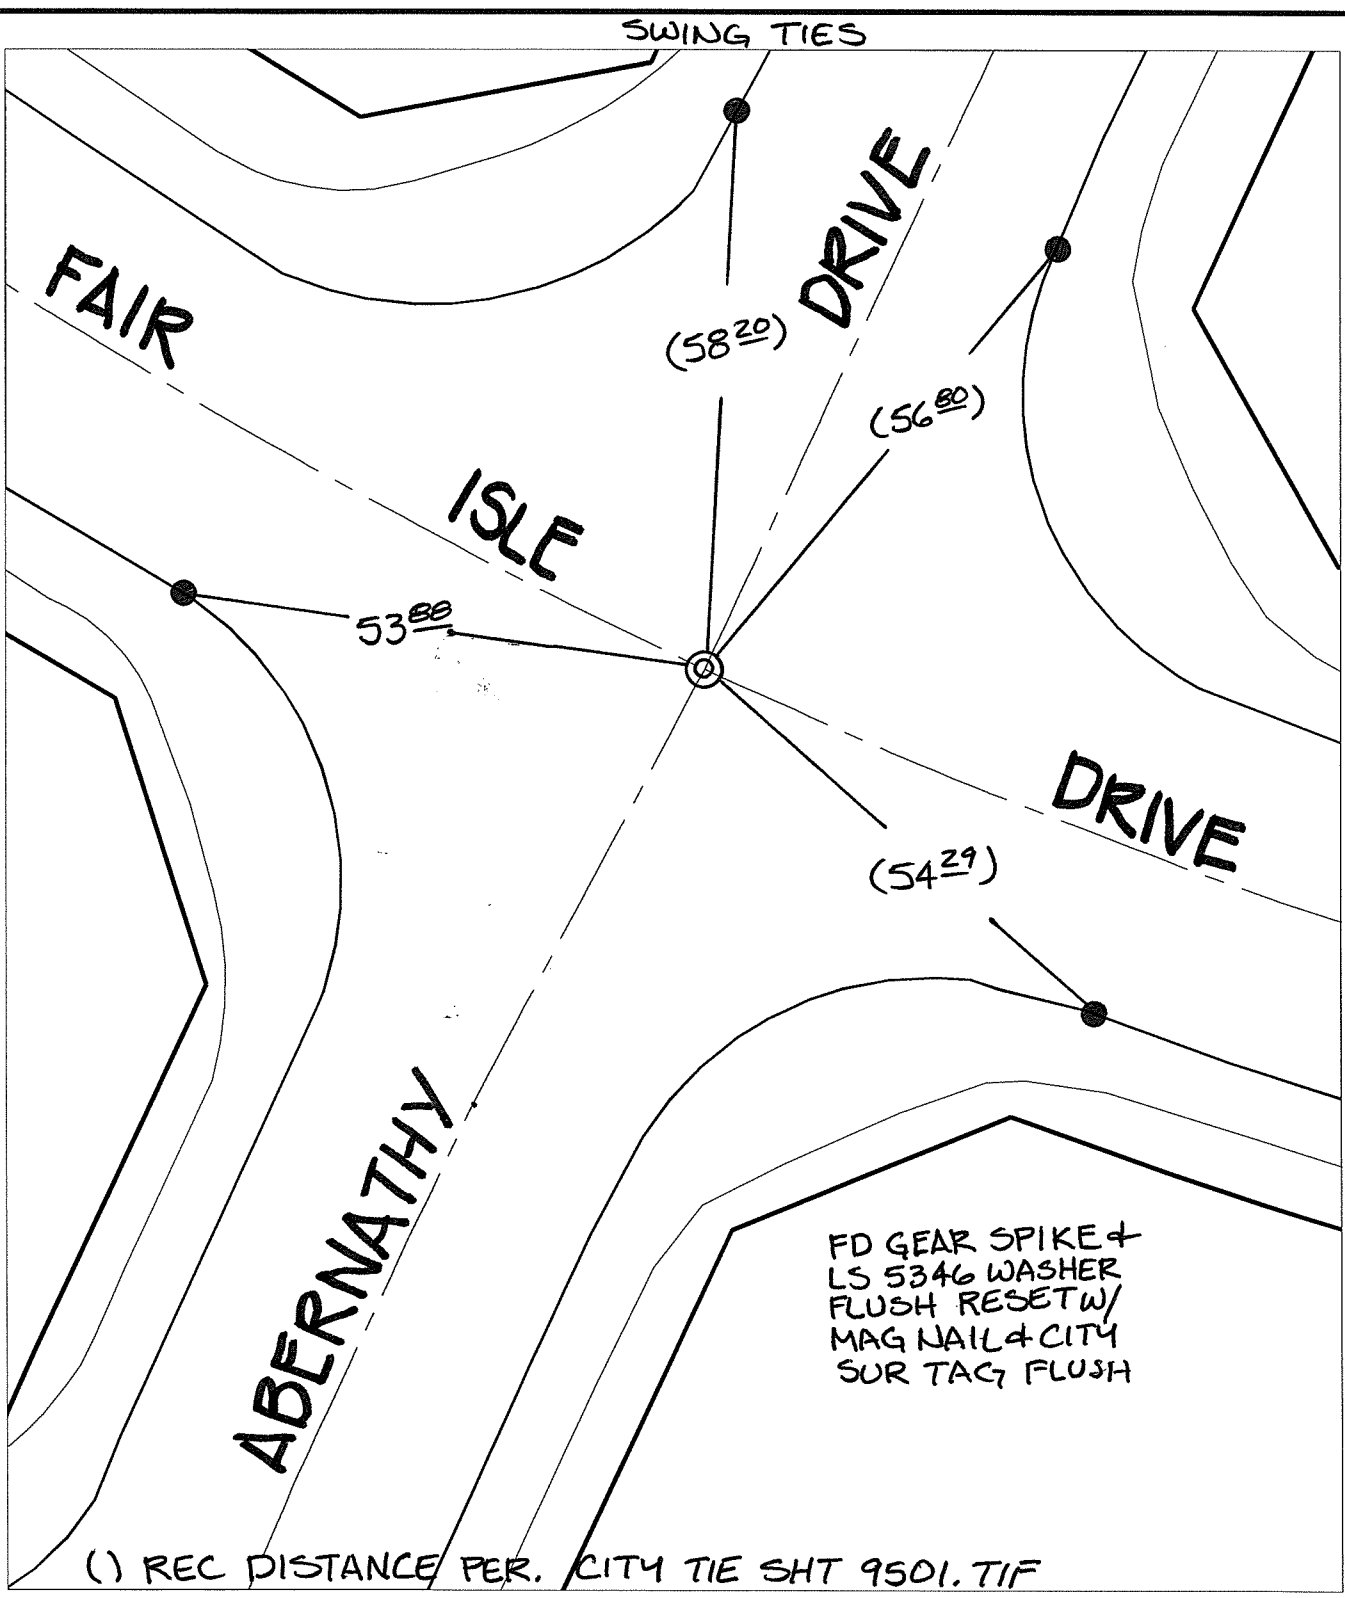 SWING TIES
FAIR
ISLE
DRIVE
DRIVE
ABERNATHY
(58 20)
(56 80)
53 88
(54 29)
FD GEAR SPIKE &
LS 5346 WASHER
FLUSH RESET W/
MAG NAIL & CITY
SUR TAG FLUSH
() REC DISTANCE PER. CITY TIE SHT 9501.TIF